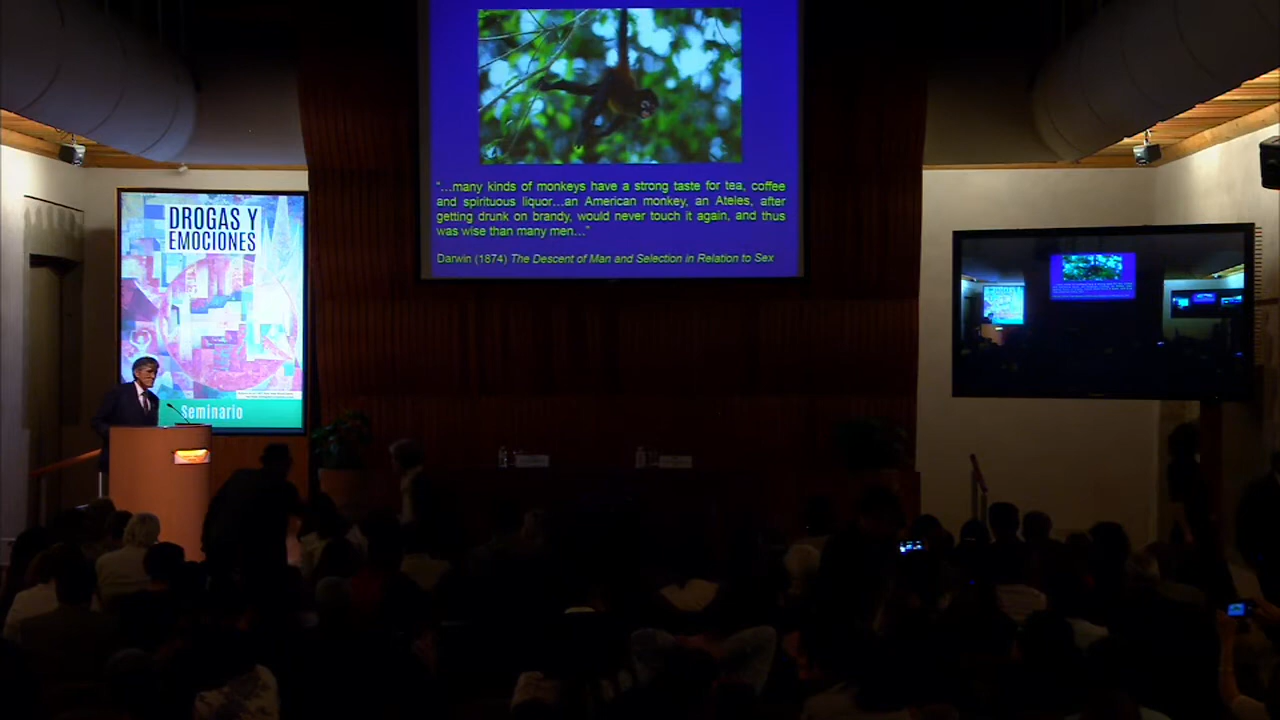 DROGAS Y
EMOCIONES
Seminario
“...many kinds of monkeys have a strong taste for tea, coffee
and spirituous liquor...an American monkey, an Ateles, after
getting drunk on brandy, would never touch it again, and thus
was wise than many men...”
Darwin (1874) The Descent of Man and Selection in Relation to Sex